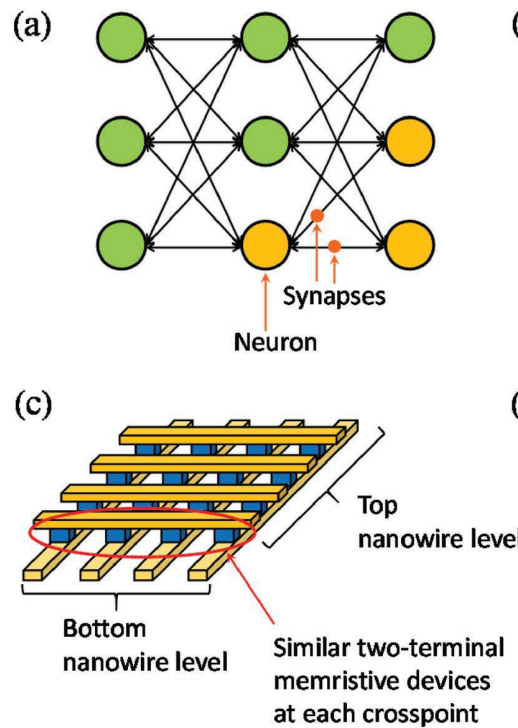 (a)
Synapses
Neuron
(c)
Top
nanowire level
Bottom
nanowire level
Similar two-terminal
memristive devices
at each crosspoint